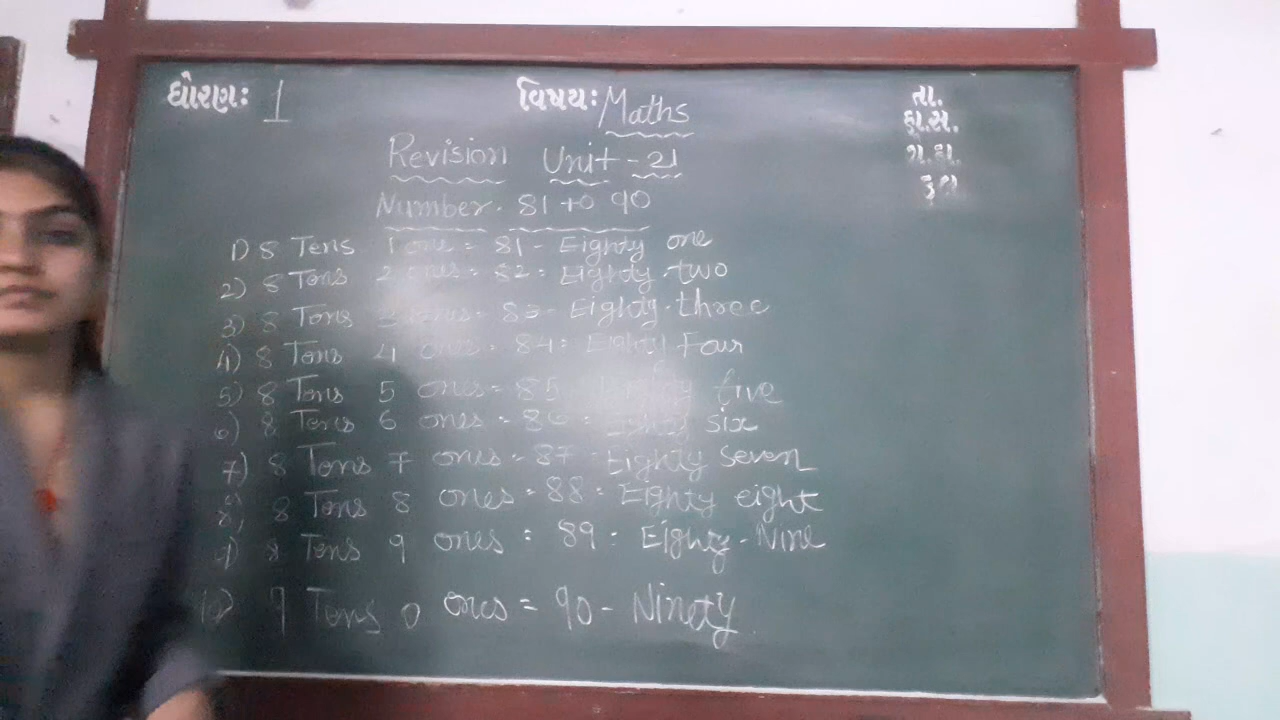 ધોરણ: 1
વિષય: Maths
તા.
હા.સ.
ગ.હા.
કુલ
Revision Unit - 21
Number. 81 to 90
1) 8 Tens 1 one = 81 - Eighty one
2) 8 Tens 2 ones = 82 = Eighty two
3) 8 Tens 3 ones = 83 - Eighty three
4) 8 Tens 4 ones = 84 = Eighty Four
5) 8 Tens 5 ones = 85 Eighty five
6) 8 Tens 6 ones = 86 = Eighty six
7) 8 Tens 7 ones = 87 = Eighty Seven
8) 8 Tens 8 ones = 88 = Eighty eight
9) 8 Tens 9 ones = 89 = Eighty-Nine
10) 9 Tens 0 ones = 90 - Ninety